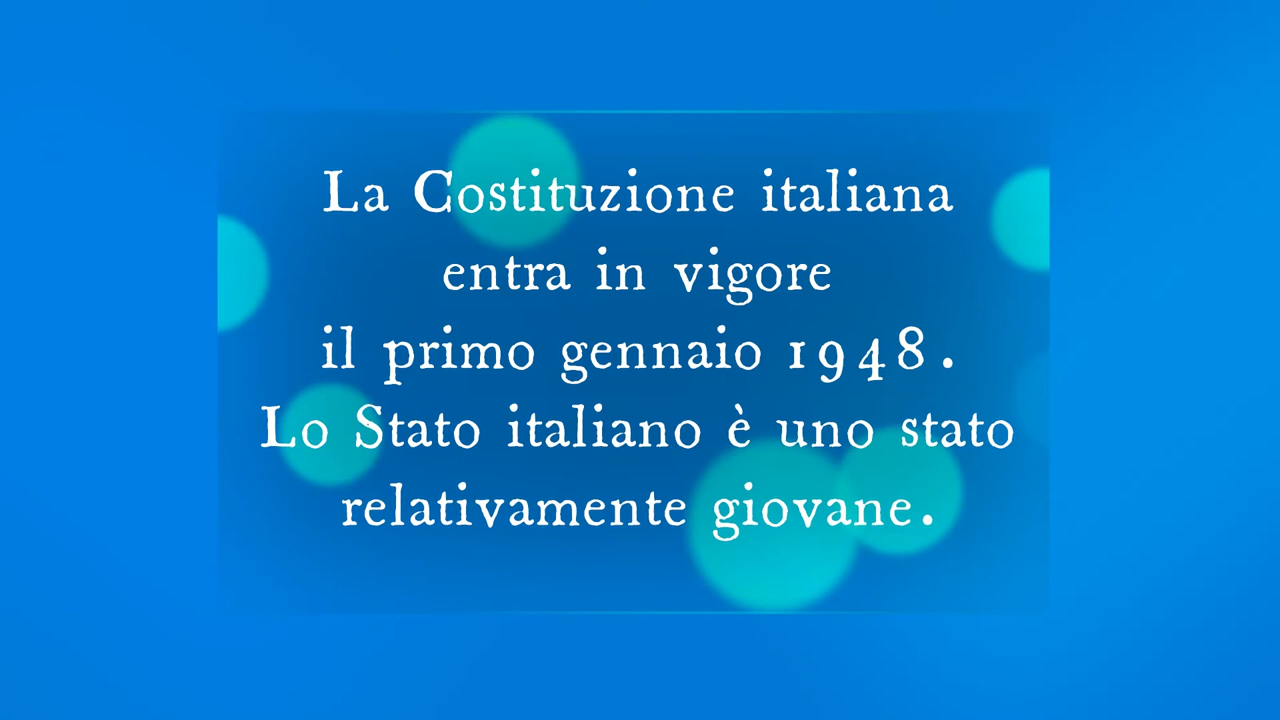 La Costituzione italiana
entra in vigore
il primo gennaio 1948.
Lo Stato italiano è uno stato
relativamente giovane.